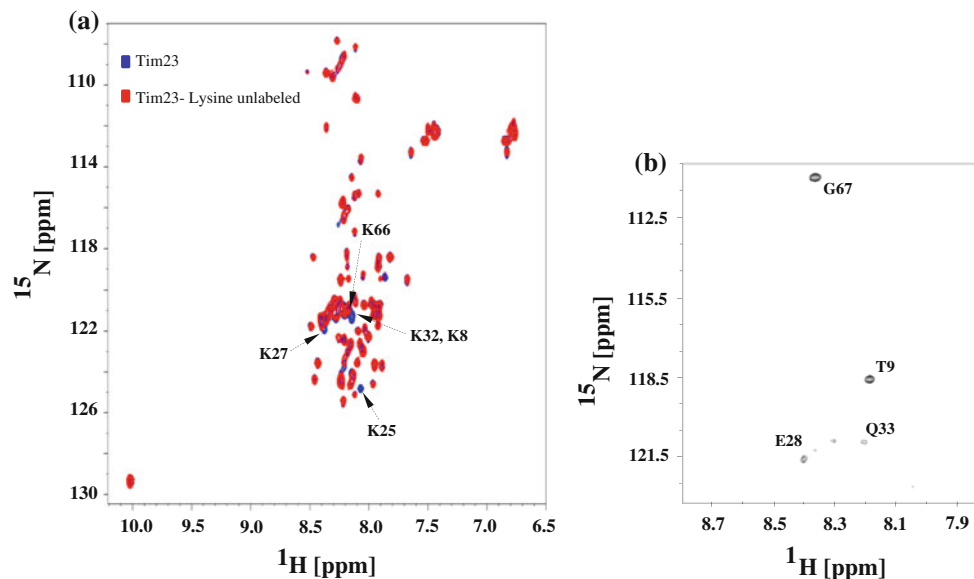 (a)
Tim23
Tim23- Lysine unlabeled
110
114
118
122
126
130
15N [ppm]
K66
K32, K8
K27
K25
10.0 9.5 9.0 8.5 8.0 7.5 7.0 6.5
1H [ppm]
(b)
112.5
115.5
118.5
121.5
15N [ppm]
G67
T9
Q33
E28
8.7 8.5 8.3 8.1 7.9
1H [ppm]